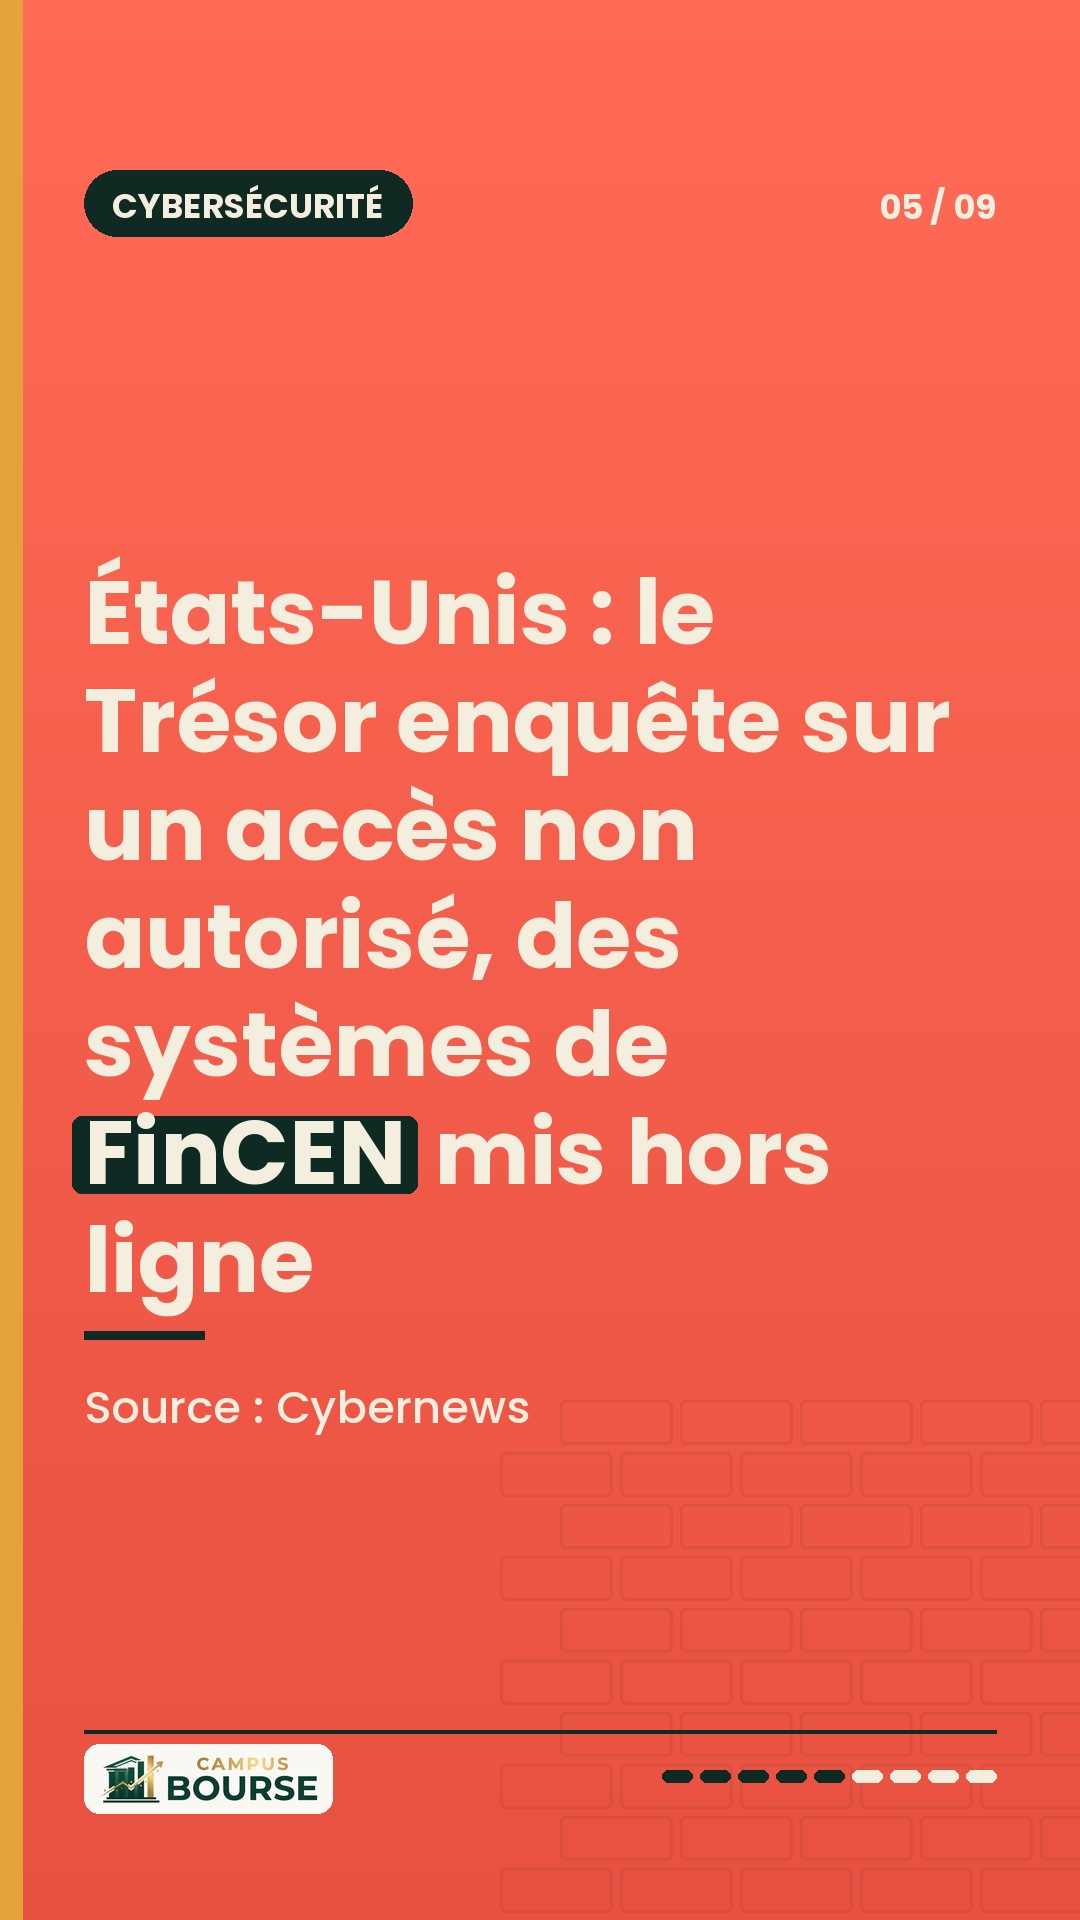 CYBERSÉCURITÉ
05 / 09
États-Unis : le
Trésor enquête sur
un accès non
autorisé, des
systèmes de
FinCEN mis hors
ligne
Source : Cybernews
CAMPUS
BOURSE